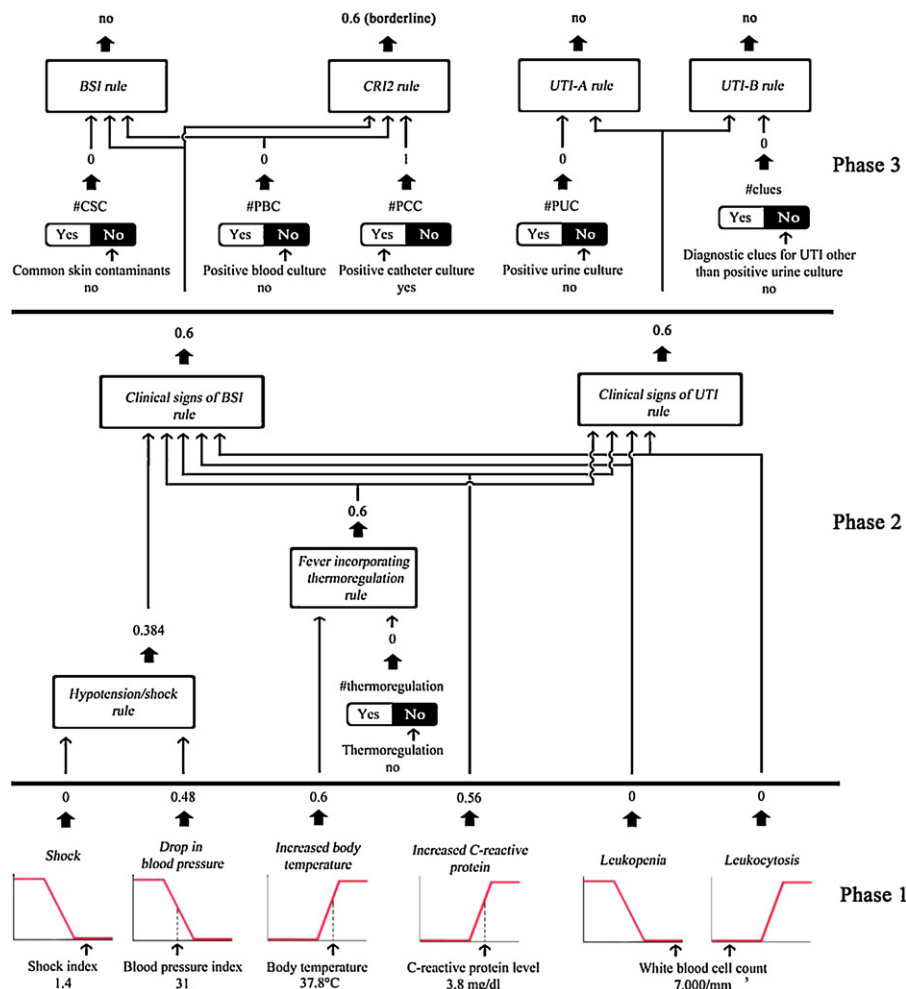 no
0.6 (borderline)
no
no
BSI rule
CRI2 rule
UTI-A rule
UTI-B rule
0
0
1
0
0
Phase 3
#CSC
#PBC
#PCC
#PUC
#clues
Yes No
Yes No
Yes No
Yes No
Yes No
Common skin contaminants
no
Positive blood culture
no
Positive catheter culture
yes
Positive urine culture
no
Diagnostic clues for UTI other
than positive urine culture
no
0.6
0.6
Clinical signs of BSI
rule
Clinical signs of UTI
rule
Phase 2
0.6
Fever incorporating
thermoregulation
rule
0.384
0
Hypotension/shock
rule
#thermoregulation
Yes No
Thermoregulation
no
0
0.48
0.6
0.56
0
0
Shock
Drop in
blood pressure
Increased body
temperature
Increased C-reactive
protein
Leukopenia
Leukocytosis
Phase 1
Shock index
1.4
Blood pressure index
31
Body temperature
37.8°C
C-reactive protein level
3.8 mg/dl
White blood cell count
7.000/mm ³